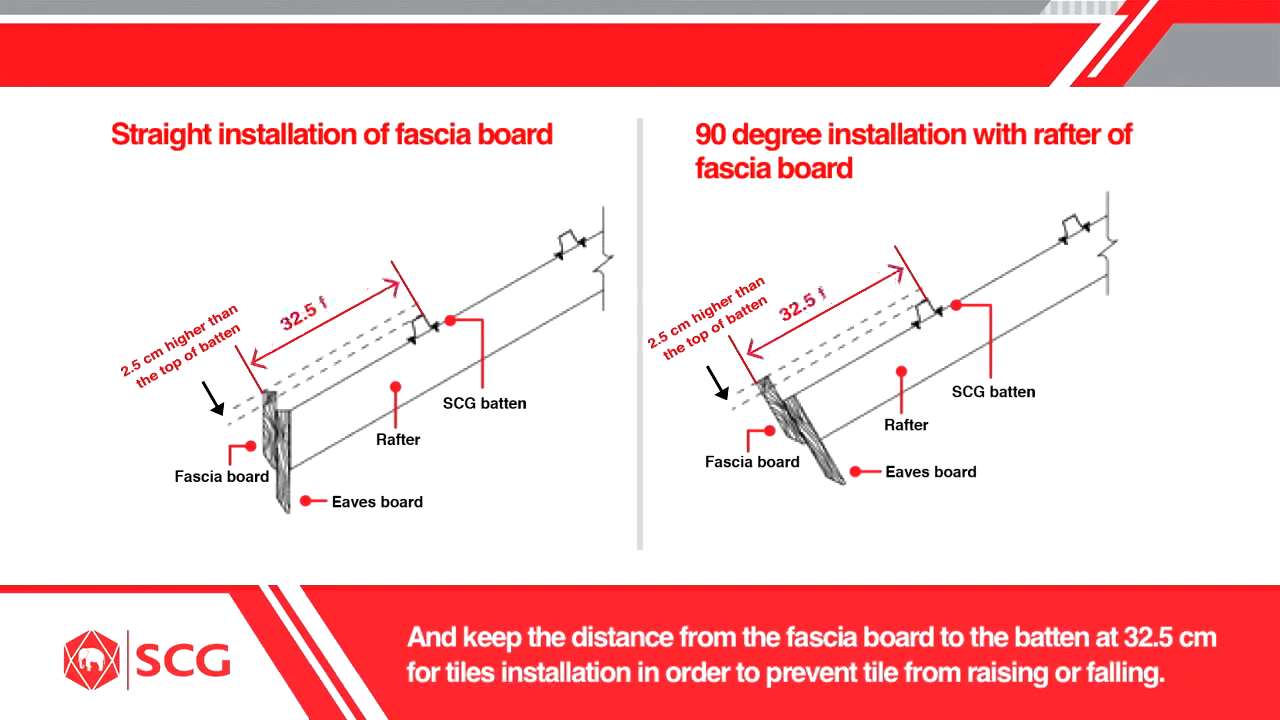 Straight installation of fascia board
90 degree installation with rafter of
fascia board
2.5 cm higher than
the top of batten
32.5
SCG batten
Rafter
Fascia board
Eaves board
2.5 cm higher than
the top of batten
32.5
SCG batten
Rafter
Fascia board
Eaves board
SCG
And keep the distance from the fascia board to the batten at 32.5 cm
for tiles installation in order to prevent tile from raising or falling.